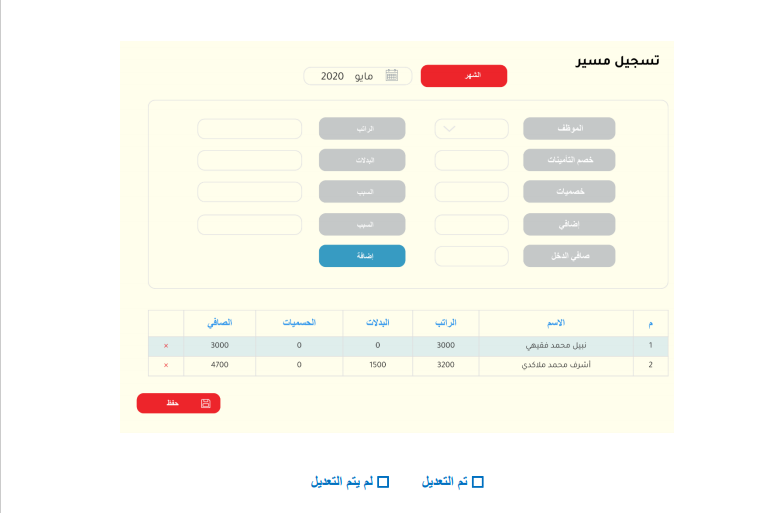 تسجيل مسير
الشهر مايو 2020
الموظف الراتب
خصم التأمينات البدلات
خصميات السبب
إضافي السبب
صافي الدخل إضافة
م الاسم الراتب البدلات الحسميات الصافي
1 نبيل محمد فقيهي 3000 0 0 3000 ×
2 أشرف محمد ملاكدي 3200 1500 0 4700 ×
حفظ
تم التعديل لم يتم التعديل